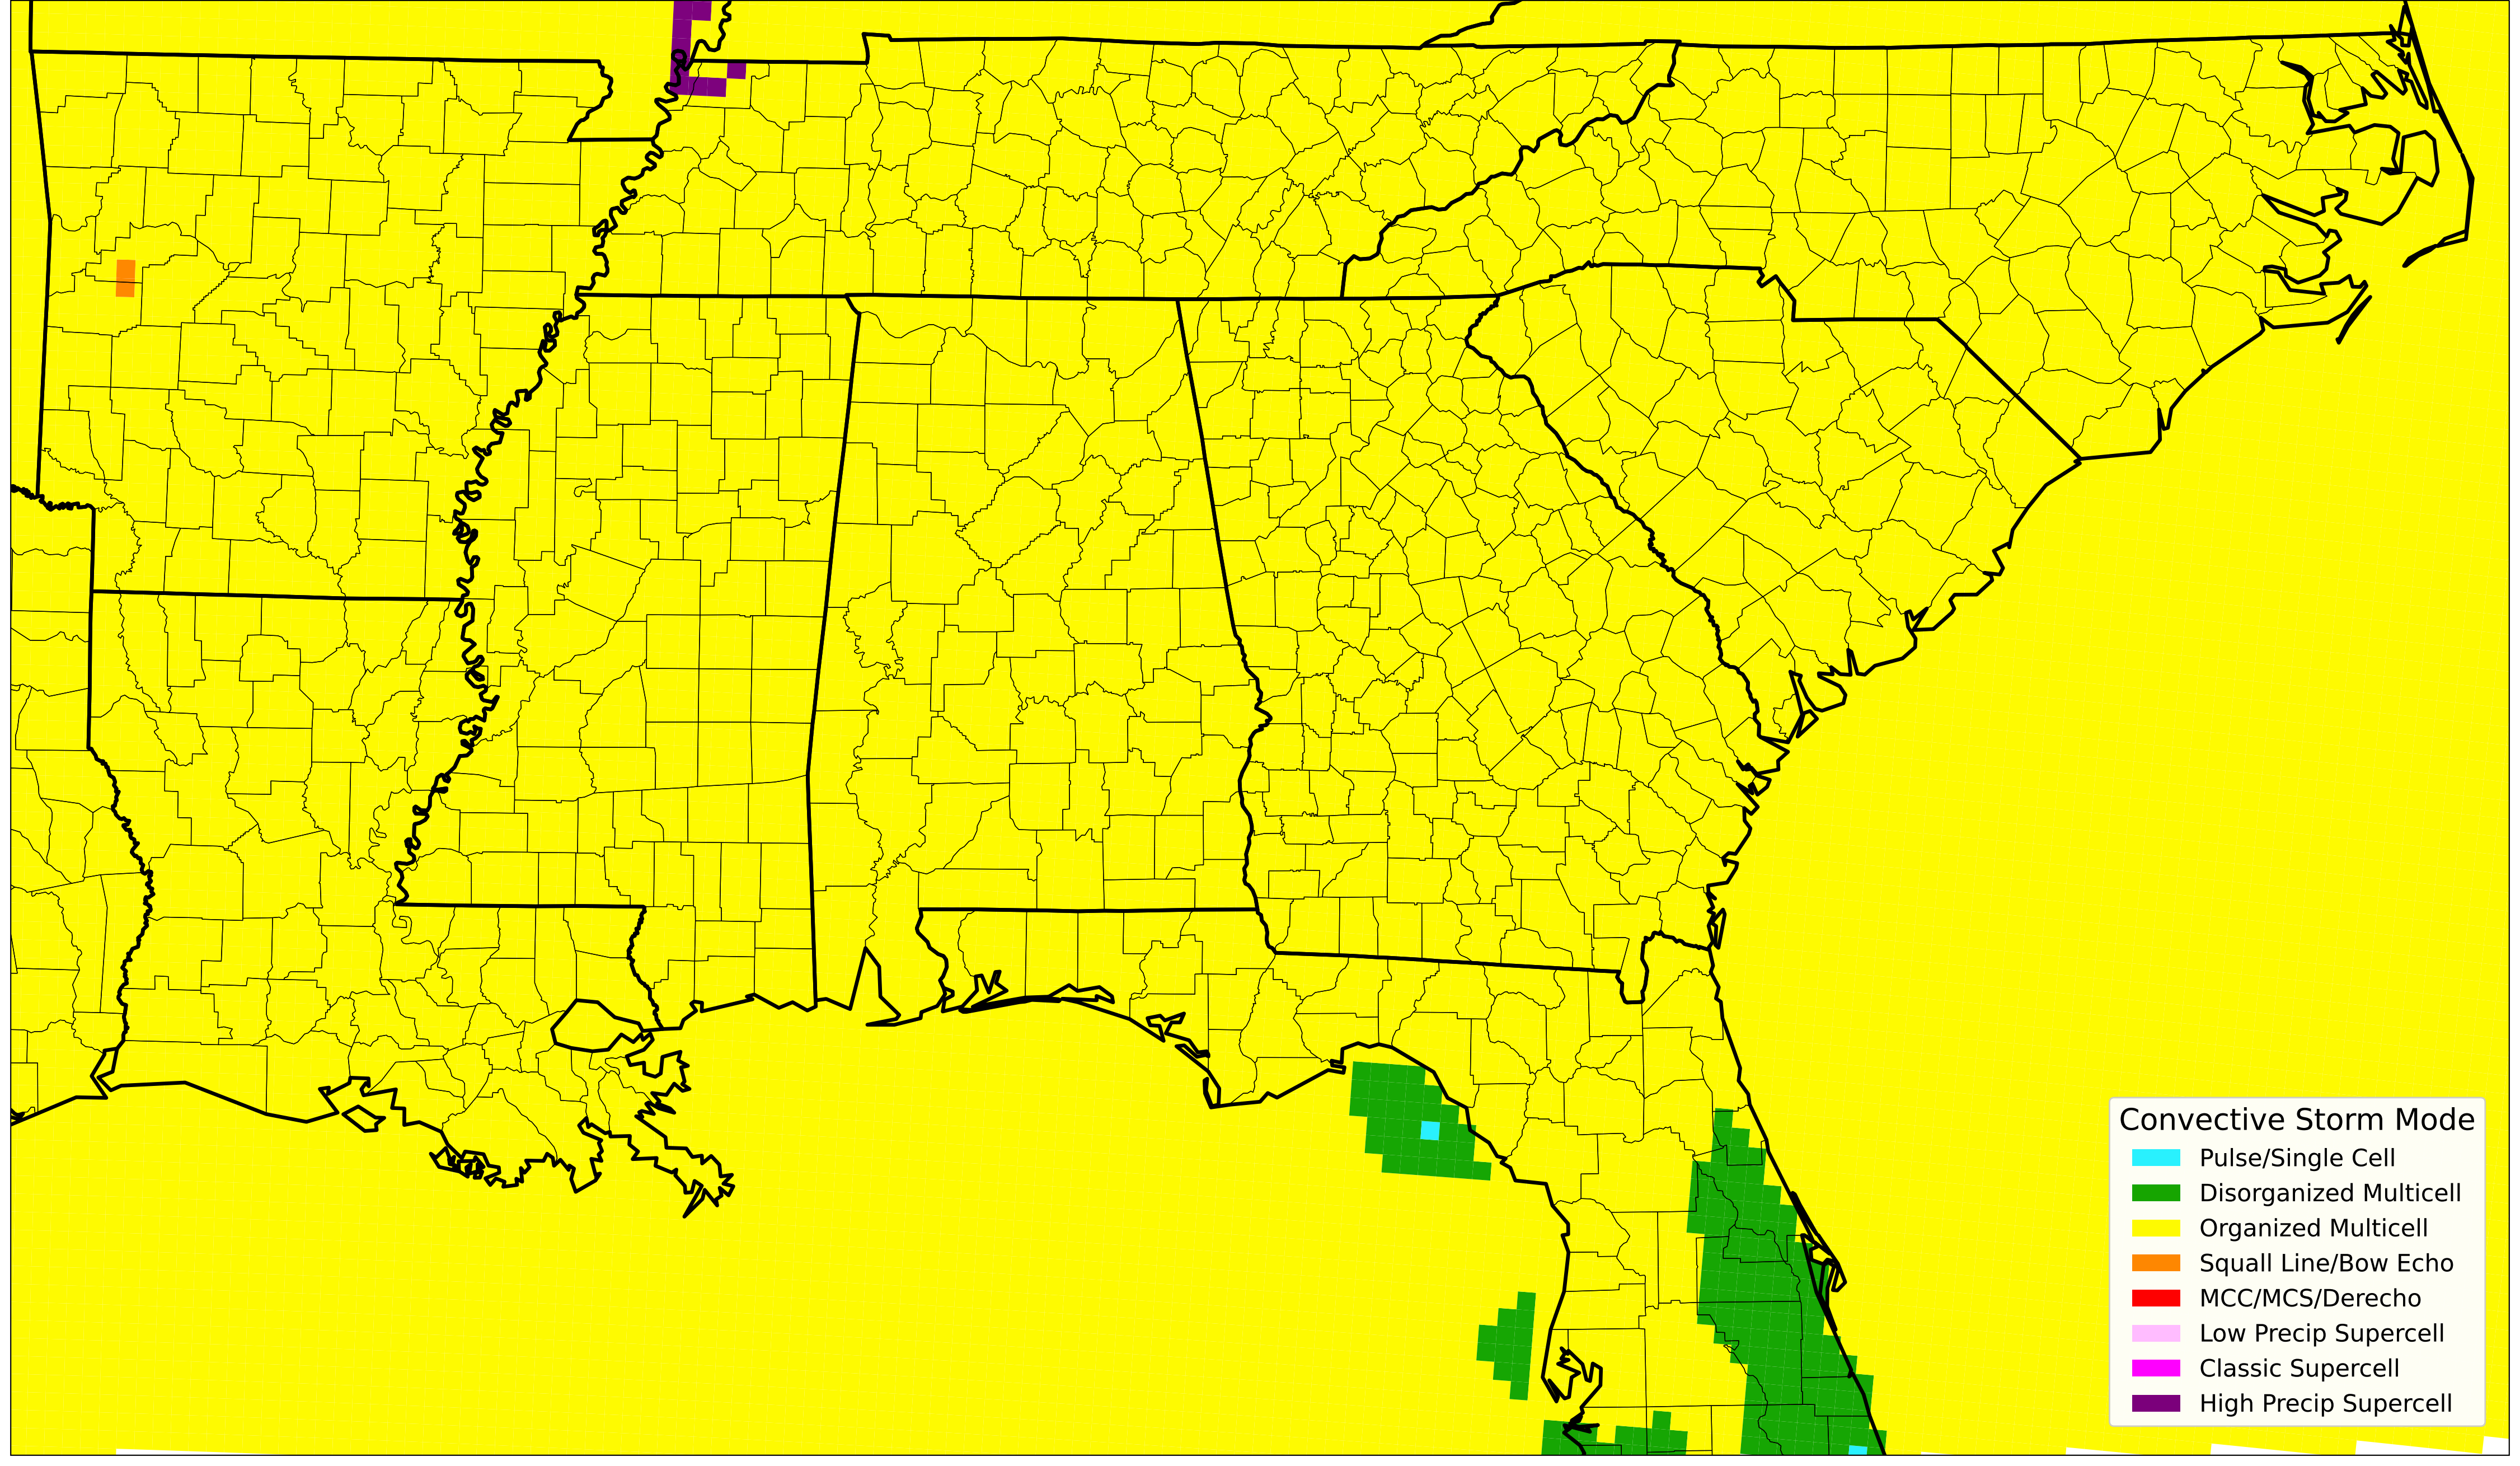 Convective Storm Mode
Pulse/Single Cell
Disorganized Multicell
Organized Multicell
Squall Line/Bow Echo
MCC/MCS/Derecho
Low Precip Supercell
Classic Supercell
High Precip Supercell